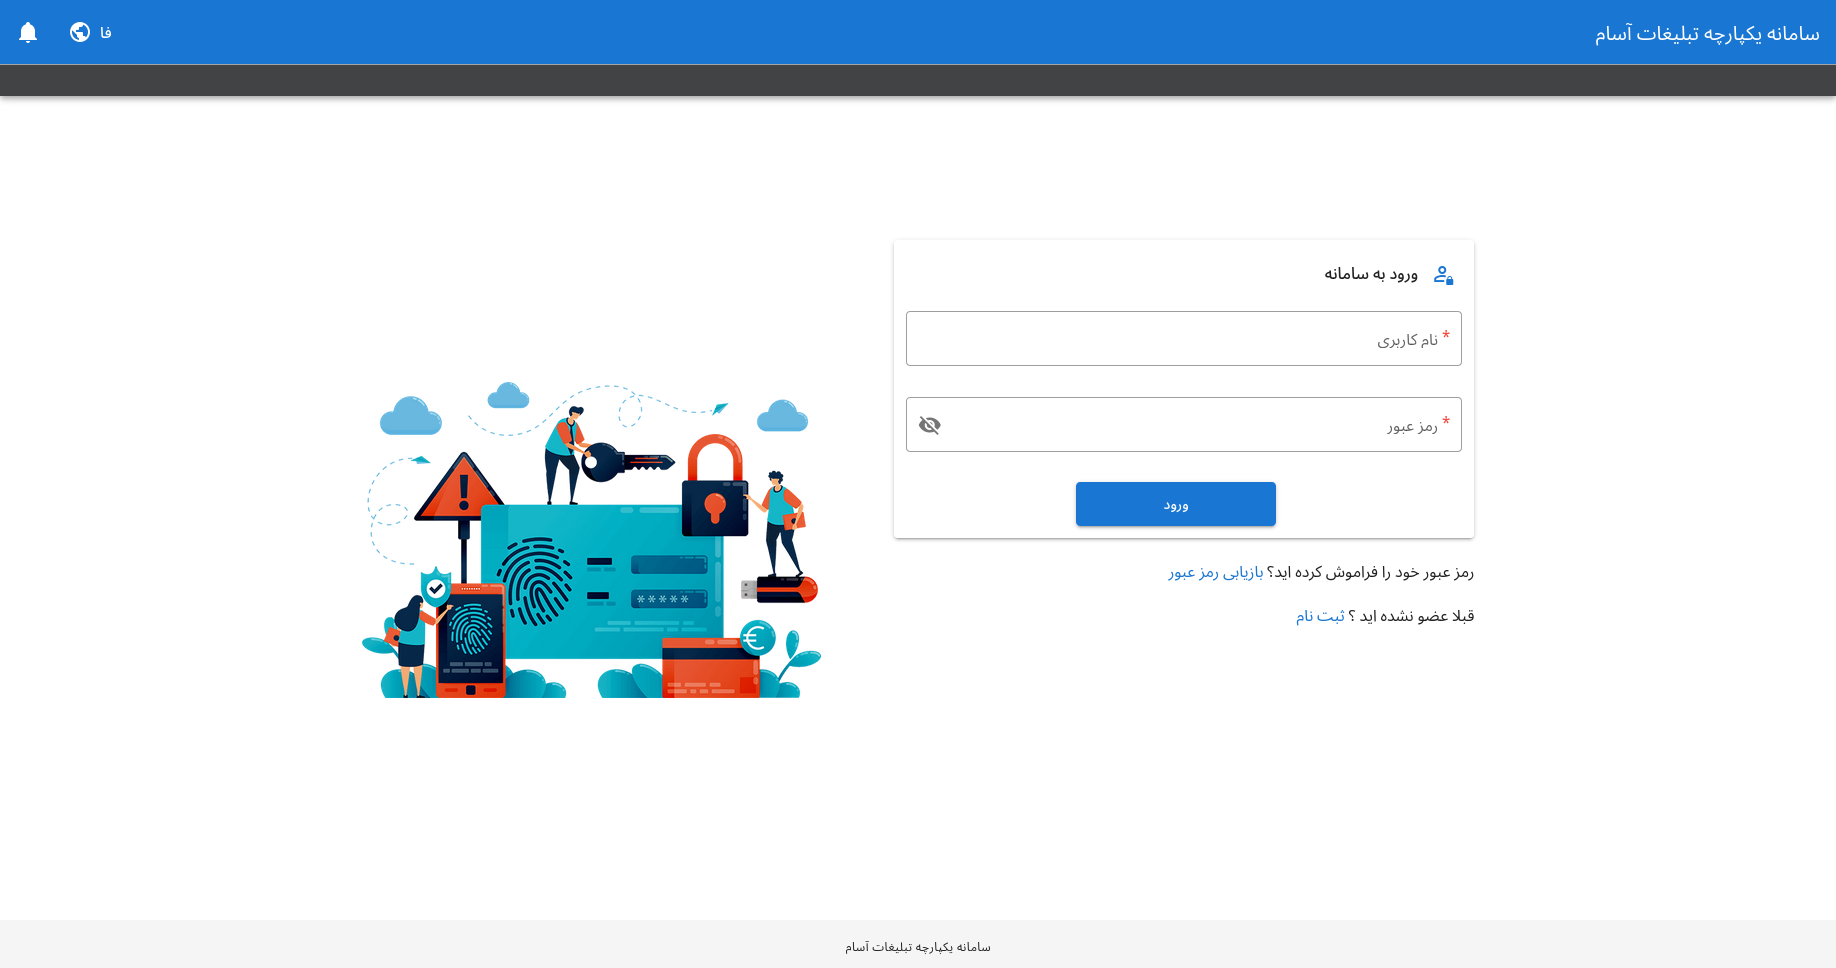 سامانه یکپارچه تبلیغات آسام
فا
ورود به سامانه
* نام کاربری
* رمز عبور
ورود
رمز عبور خود را فراموش کرده اید؟ بازیابی رمز عبور
قبلا عضو نشده اید ؟ ثبت نام
*****
سامانه یکپارچه تبلیغات آسام